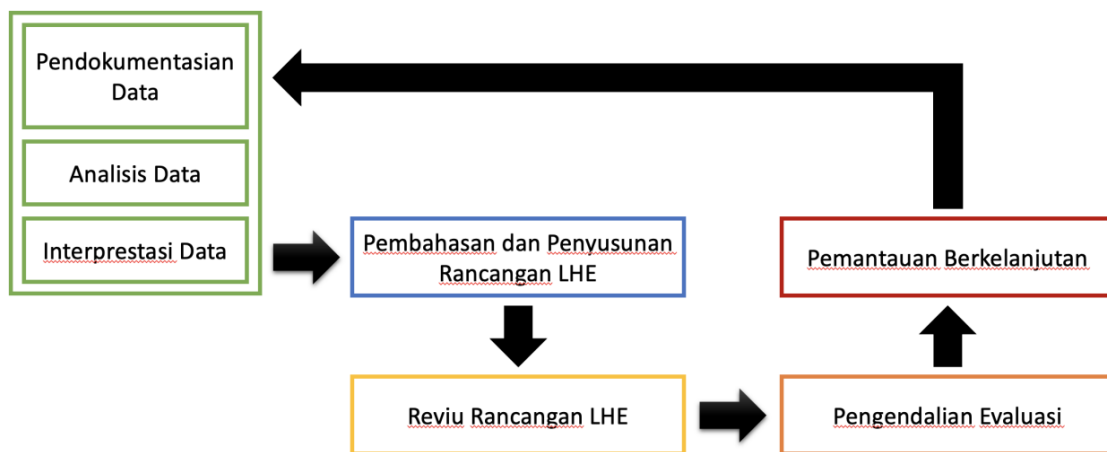 Pendokumentasian
Data
Analisis Data
Interprestasi Data
Pembahasan dan Penyusunan
Rancangan LHE
Pemantauan Berkelanjutan
Reviu Rancangan LHE
Pengendalian Evaluasi